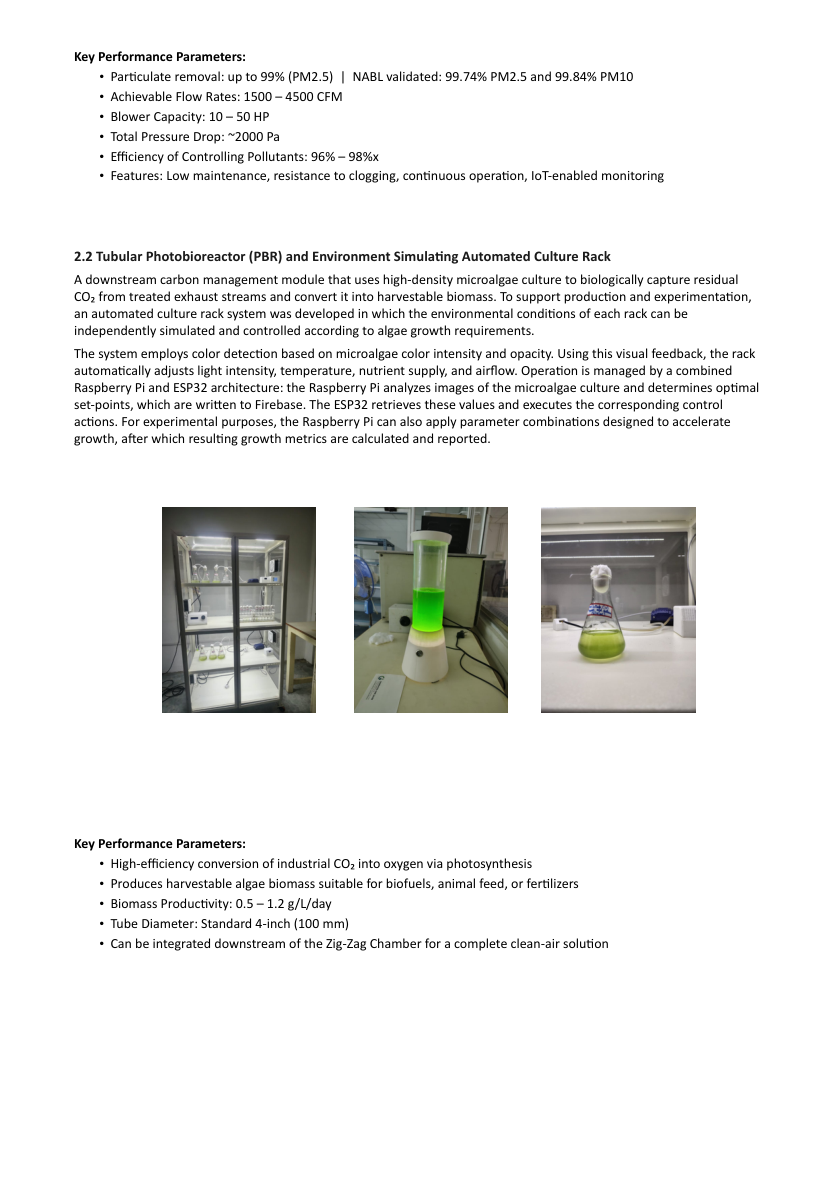 Key Performance Parameters:
• Particulate removal: up to 99% (PM2.5) | NABL validated: 99.74% PM2.5 and 99.84% PM10
• Achievable Flow Rates: 1500 – 4500 CFM
• Blower Capacity: 10 – 50 HP
• Total Pressure Drop: ~2000 Pa
• Efficiency of Controlling Pollutants: 96% – 98%x
• Features: Low maintenance, resistance to clogging, continuous operation, IoT-enabled monitoring
2.2 Tubular Photobioreactor (PBR) and Environment Simulating Automated Culture Rack
A downstream carbon management module that uses high-density microalgae culture to biologically capture residual
CO₂ from treated exhaust streams and convert it into harvestable biomass. To support production and experimentation,
an automated culture rack system was developed in which the environmental conditions of each rack can be
independently simulated and controlled according to algae growth requirements.
The system employs color detection based on microalgae color intensity and opacity. Using this visual feedback, the rack
automatically adjusts light intensity, temperature, nutrient supply, and airflow. Operation is managed by a combined
Raspberry Pi and ESP32 architecture: the Raspberry Pi analyzes images of the microalgae culture and determines optimal
set-points, which are written to Firebase. The ESP32 retrieves these values and executes the corresponding control
actions. For experimental purposes, the Raspberry Pi can also apply parameter combinations designed to accelerate
growth, after which resulting growth metrics are calculated and reported.
Key Performance Parameters:
• High-efficiency conversion of industrial CO₂ into oxygen via photosynthesis
• Produces harvestable algae biomass suitable for biofuels, animal feed, or fertilizers
• Biomass Productivity: 0.5 – 1.2 g/L/day
• Tube Diameter: Standard 4-inch (100 mm)
• Can be integrated downstream of the Zig-Zag Chamber for a complete clean-air solution